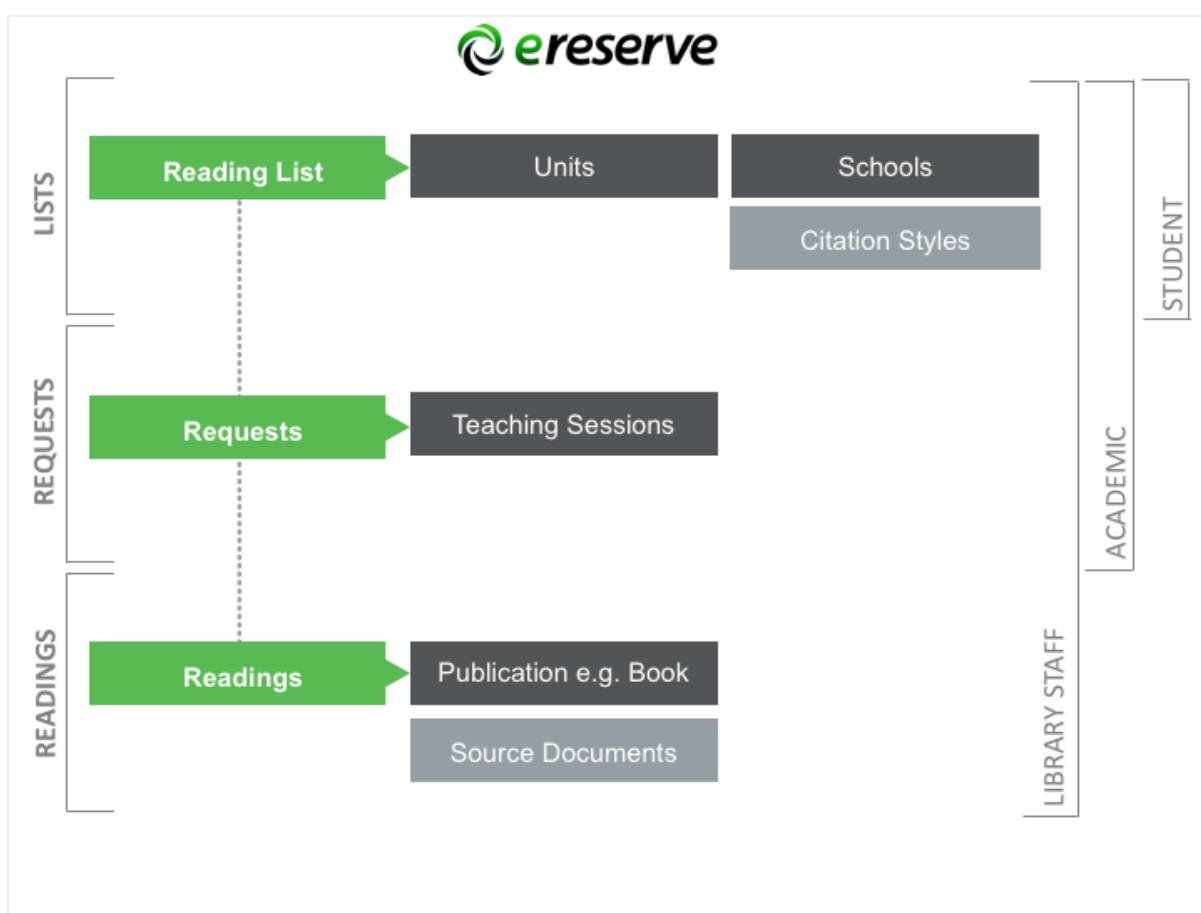 ereserve
LISTS
Reading List
Units
Schools
Citation Styles
STUDENT
REQUESTS
Requests
Teaching Sessions
ACADEMIC
READINGS
Readings
Publication e.g. Book
Source Documents
LIBRARY STAFF